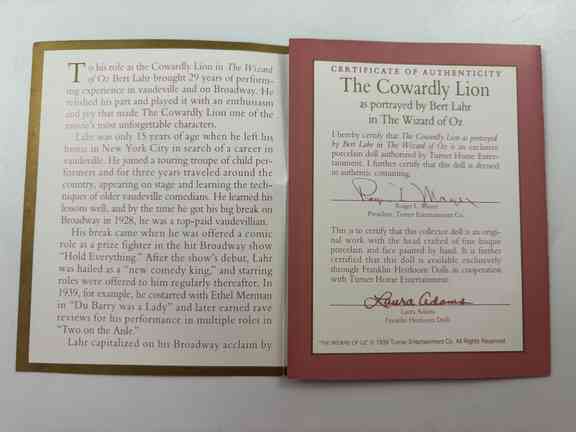 To his role as the Cowardly Lion in The Wizard
of Oz Bert Lahr brought 29 years of perform-
ing experience in vaudeville and on Broadway. He
relished his part and played it with an enthusiasm
and joy that made The Cowardly Lion one of the
movie's most unforgettable characters.
Lahr was only 15 years of age when he left his
home in New York City in search of a career in
vaudeville. He joined a touring troupe of child per-
formers and for three years traveled around the
country, appearing on stage and learning the tech-
niques of older vaudeville comedians. He learned his
lessons well, and by the time he got his big break on
Broadway in 1928, he was a top-paid vaudevillian.
His break came when he was offered a comic
role as a prize fighter in the hit Broadway show
"Hold Everything." After the show's debut, Lahr
was hailed as a "new comedy king," and starring
roles were offered to him regularly thereafter. In
1939, for example, he costarred with Ethel Merman
in "Du Barry was a Lady" and later earned rave
reviews for his performance in multiple roles in
"Two on the Aisle."
Lahr capitalized on his Broadway acclaim by
CERTIFICATE OF AUTHENTICITY
The Cowardly Lion
as portrayed by Bert Lahr
in The Wizard of Oz
I hereby certify that The Cowardly Lion as portrayed
by Bert Lahr in The Wizard of Oz is an exclusive
porcelain doll authorized by Turner Home Enter-
tainment. I further certify that this doll is dressed
in authentic costuming.
Roger L. Mayer
President, Turner Entertainment Co.
This is to certify that this collector doll is an origi-
nal work with the head crafted of fine bisque
porcelain and face painted by hand. It is further
certified that this doll is available exclusively
through Franklin Heirloom Dolls in cooperation
with Turner Home Entertainment.
Laura Adams
Laura Adams
Franklin Heirloom Dolls
"THE WIZARD OF OZ" © 1939 Turner Entertainment Co. All Rights Reserved.